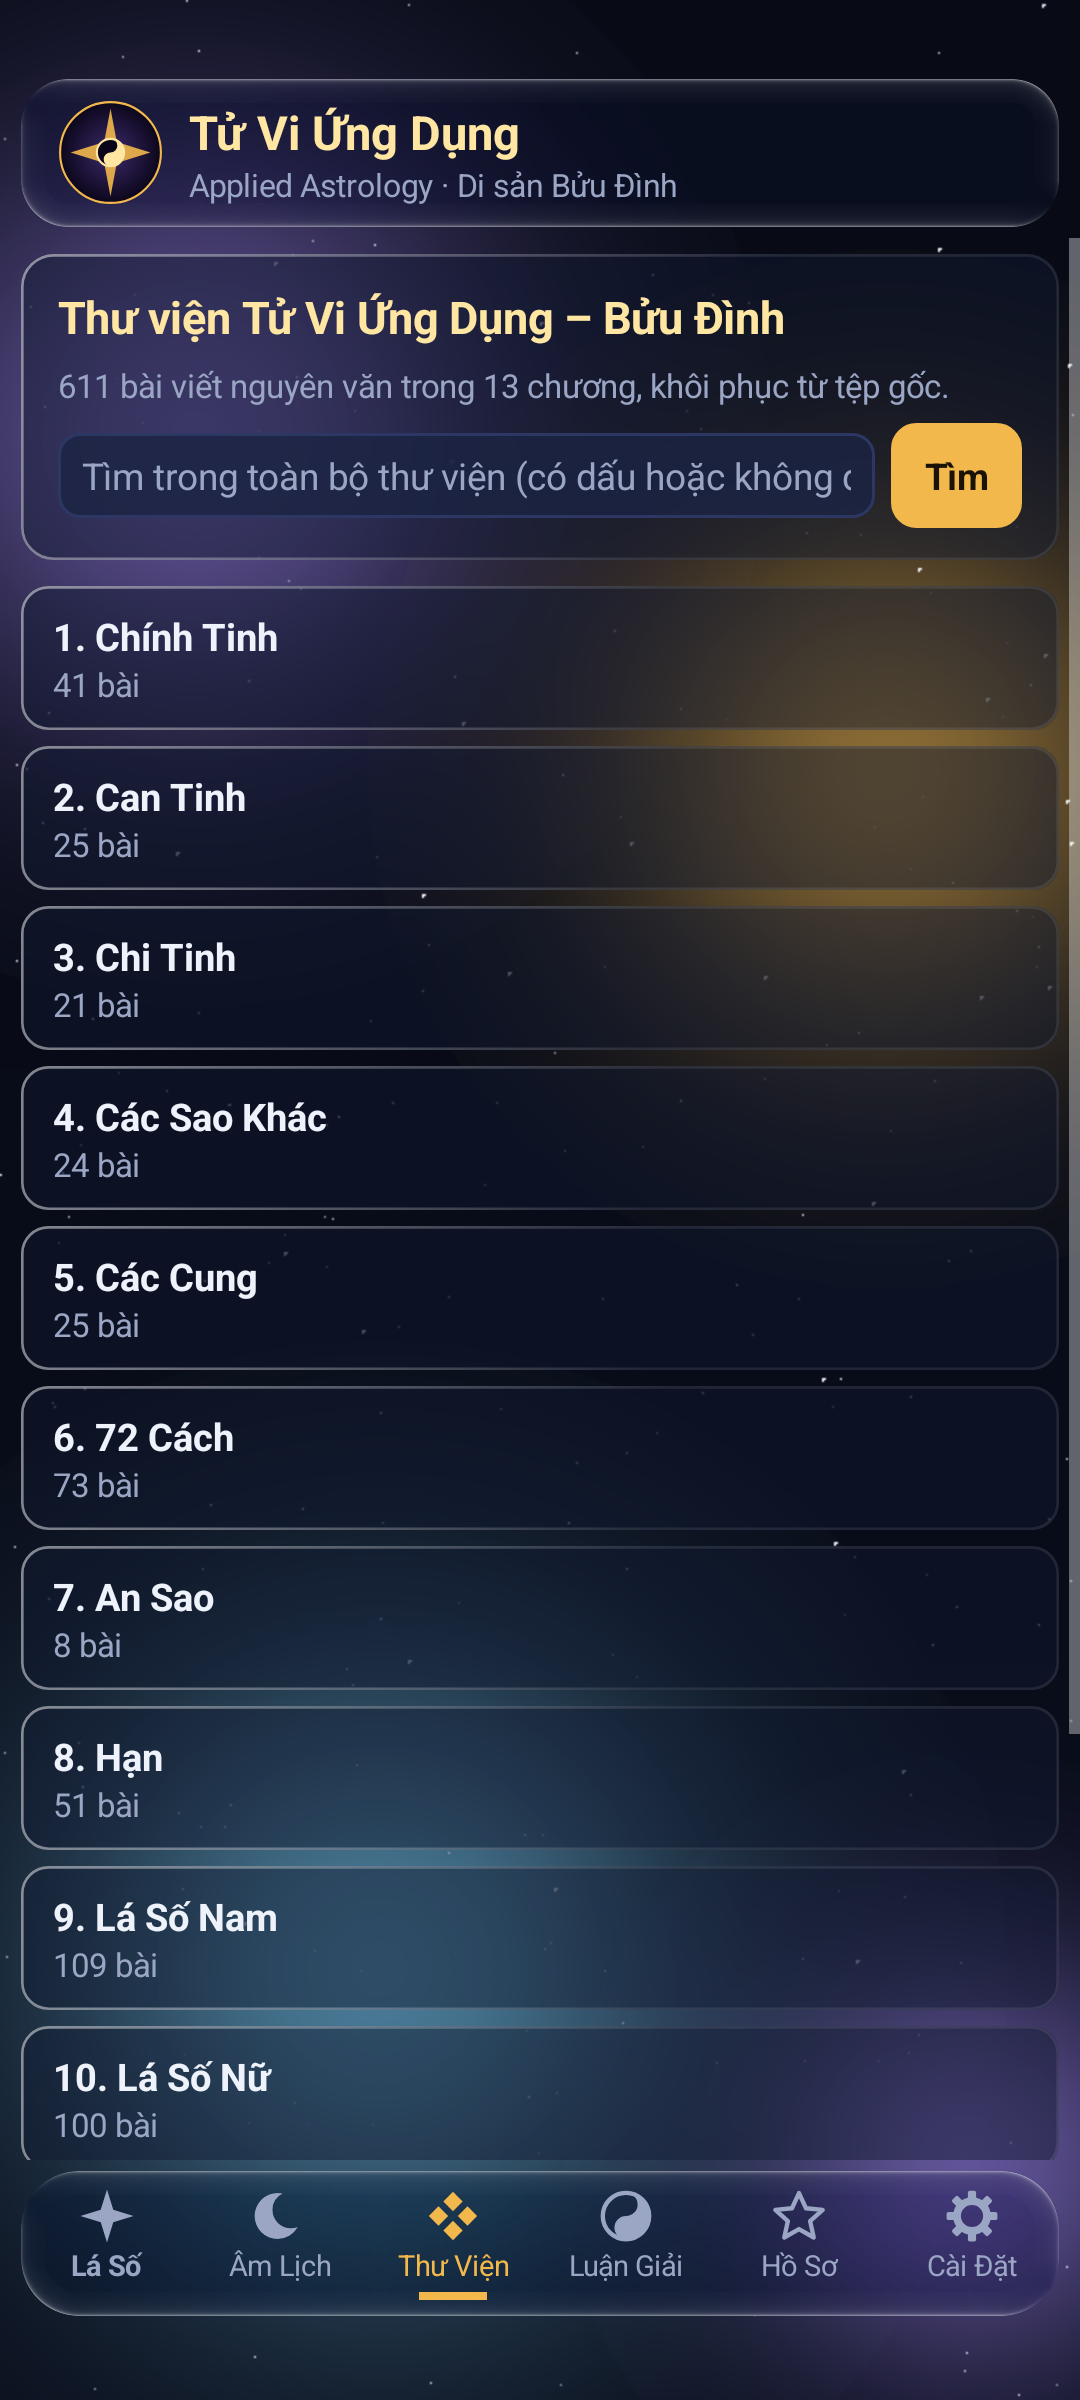 Tử Vi Ứng Dụng
Applied Astrology · Di sản Bửu Đình
Thư viện Tử Vi Ứng Dụng – Bửu Đình
611 bài viết nguyên văn trong 13 chương, khôi phục từ tệp gốc.
Tìm trong toàn bộ thư viện (có dấu hoặc không
Tìm
1. Chính Tinh
41 bài
2. Can Tinh
25 bài
3. Chi Tinh
21 bài
4. Các Sao Khác
24 bài
5. Các Cung
25 bài
6. 72 Cách
73 bài
7. An Sao
8 bài
8. Hạn
51 bài
9. Lá Số Nam
109 bài
10. Lá Số Nữ
100 bài
Lá Số Âm Lịch Thư Viện Luận Giải Hồ Sơ Cài Đặt